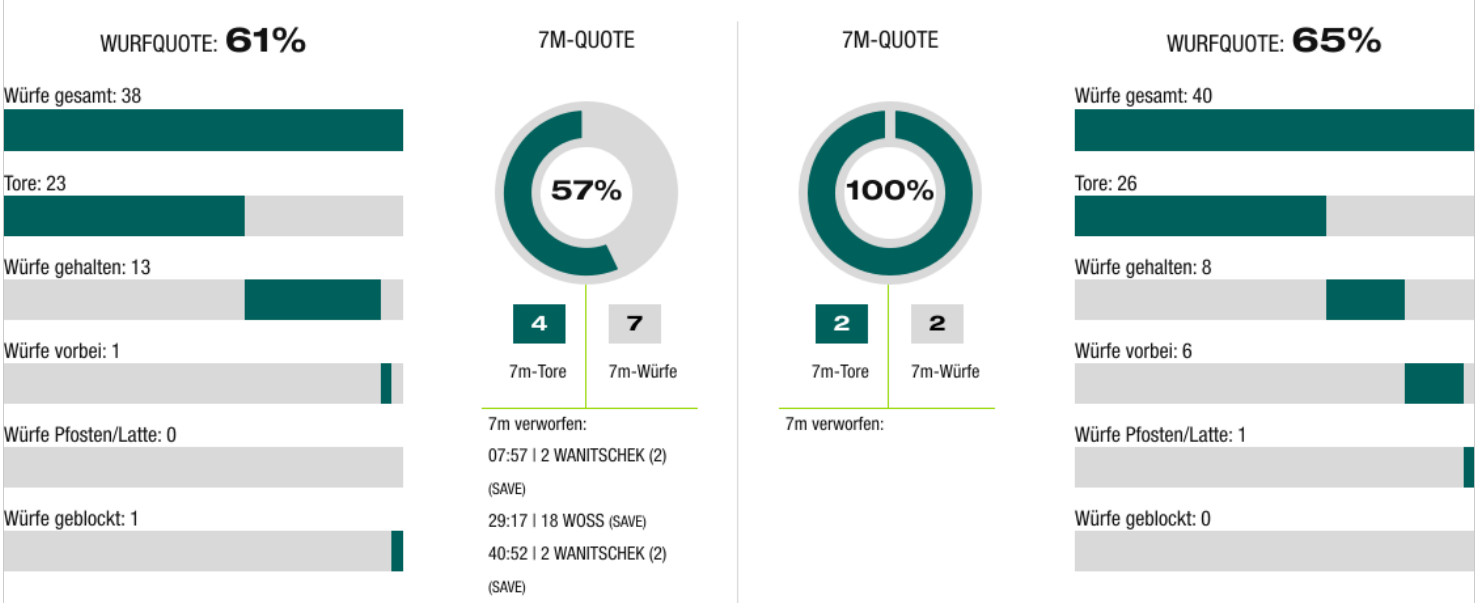 WURFQUOTE: 61%
Würfe gesamt: 38
Tore: 23
Würfe gehalten: 13
Würfe vorbei: 1
Würfe Pfosten/Latte: 0
Würfe geblockt: 1
7M-QUOTE
57%
4
7
7m-Tore
7m-Würfe
7m verworfen:
07:57 | 2 WANITSCHEK (2)
(SAVE)
29:17 | 18 WOSS (SAVE)
40:52 | 2 WANITSCHEK (2)
(SAVE)
7M-QUOTE
100%
2
2
7m-Tore
7m-Würfe
7m verworfen:
WURFQUOTE: 65%
Würfe gesamt: 40
Tore: 26
Würfe gehalten: 8
Würfe vorbei: 6
Würfe Pfosten/Latte: 1
Würfe geblockt: 0